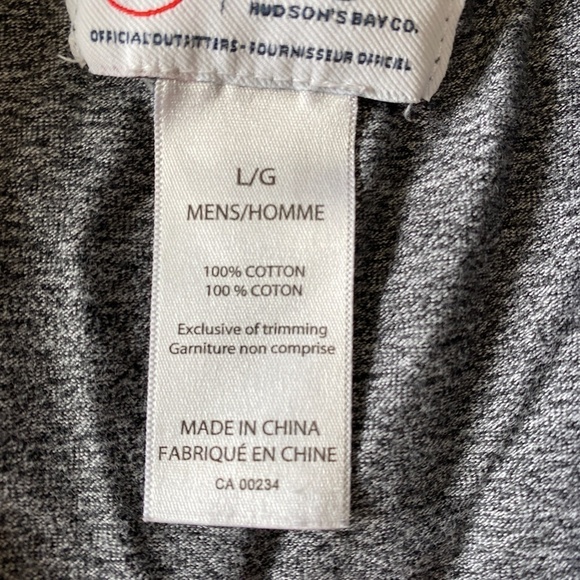 HUDSON'S BAY CO.
OFFICIAL OUTFITTERS - FOURNISSEUR OFFICIEL
L/G
MENS/HOMME
100% COTTON
100 % COTON
Exclusive of trimming
Garniture non comprise
MADE IN CHINA
FABRIQUÉ EN CHINE
CA 00234